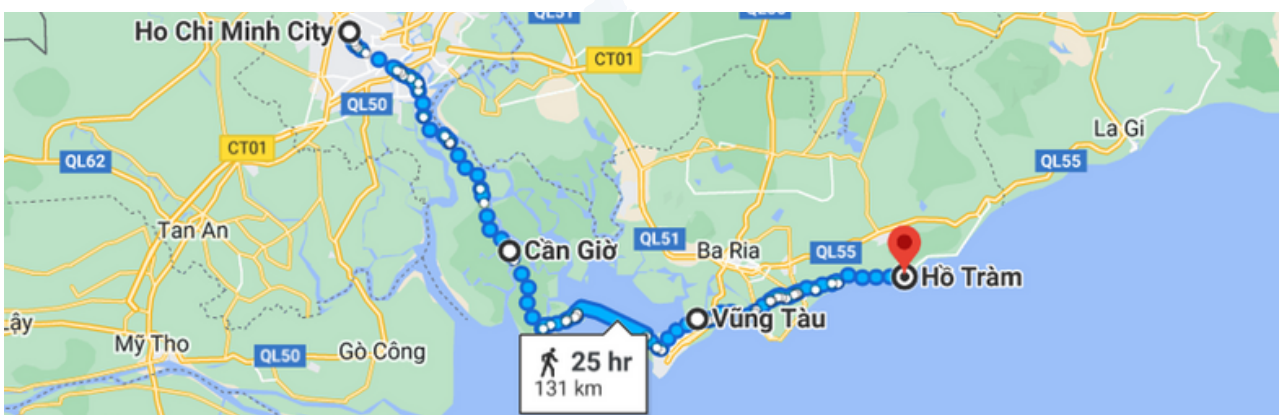 QL51
Ho Chi Minh City
CT01
QL50
CT01
QL62
La Gi
QL55
Tan An
Cần Giờ
QL51
Ba Ria
QL55
Hồ Tràm
Vũng Tàu
Mỹ Tho
QL50
Gò Công
25 hr
131 km